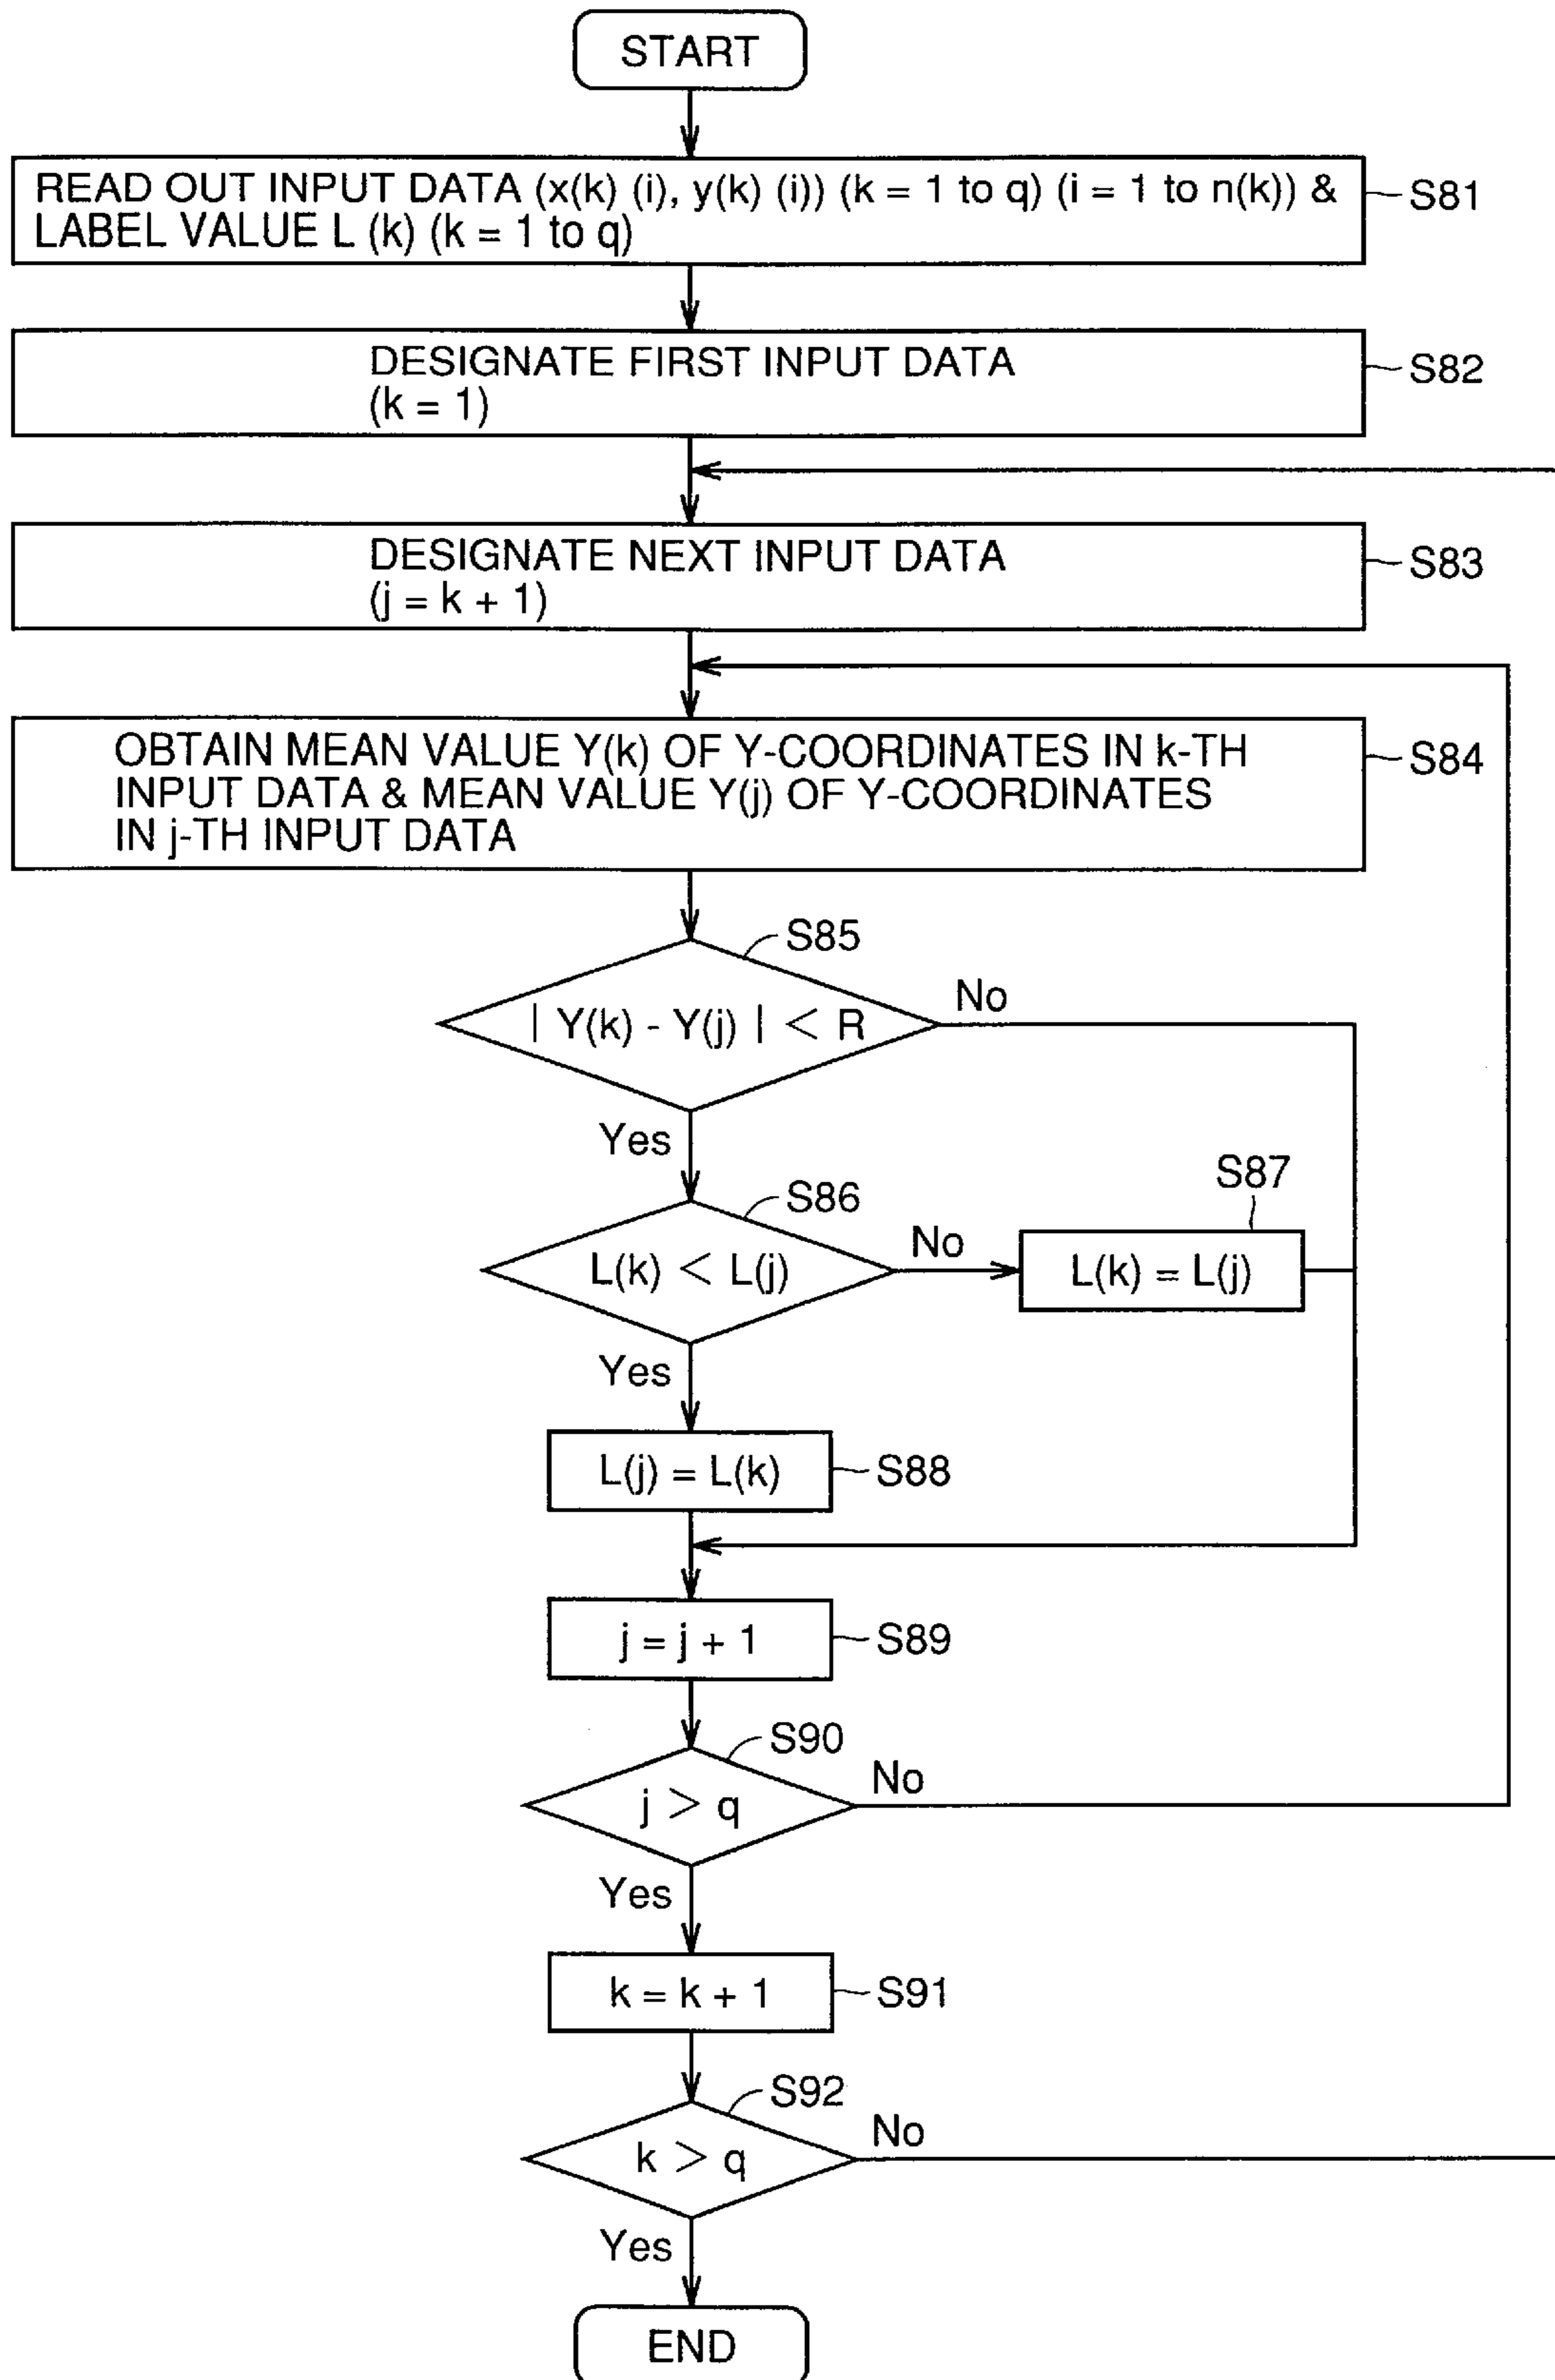 START
READ OUT INPUT DATA (x(k) (i), y(k) (i)) (k = 1 to q) (i = 1 to n(k)) &
LABEL VALUE L (k) (k = 1 to q)
S81
DESIGNATE FIRST INPUT DATA
(k = 1)
S82
DESIGNATE NEXT INPUT DATA
(j = k + 1)
S83
OBTAIN MEAN VALUE Y(k) OF Y-COORDINATES IN k-TH
INPUT DATA & MEAN VALUE Y(j) OF Y-COORDINATES
IN j-TH INPUT DATA
S84
S85
| Y(k) - Y(j) | < R
No
Yes
S86
L(k) < L(j)
No
S87
L(k) = L(j)
Yes
L(j) = L(k)
S88
j = j + 1
S89
S90
j > q
No
Yes
k = k + 1
S91
S92
k > q
No
Yes
END